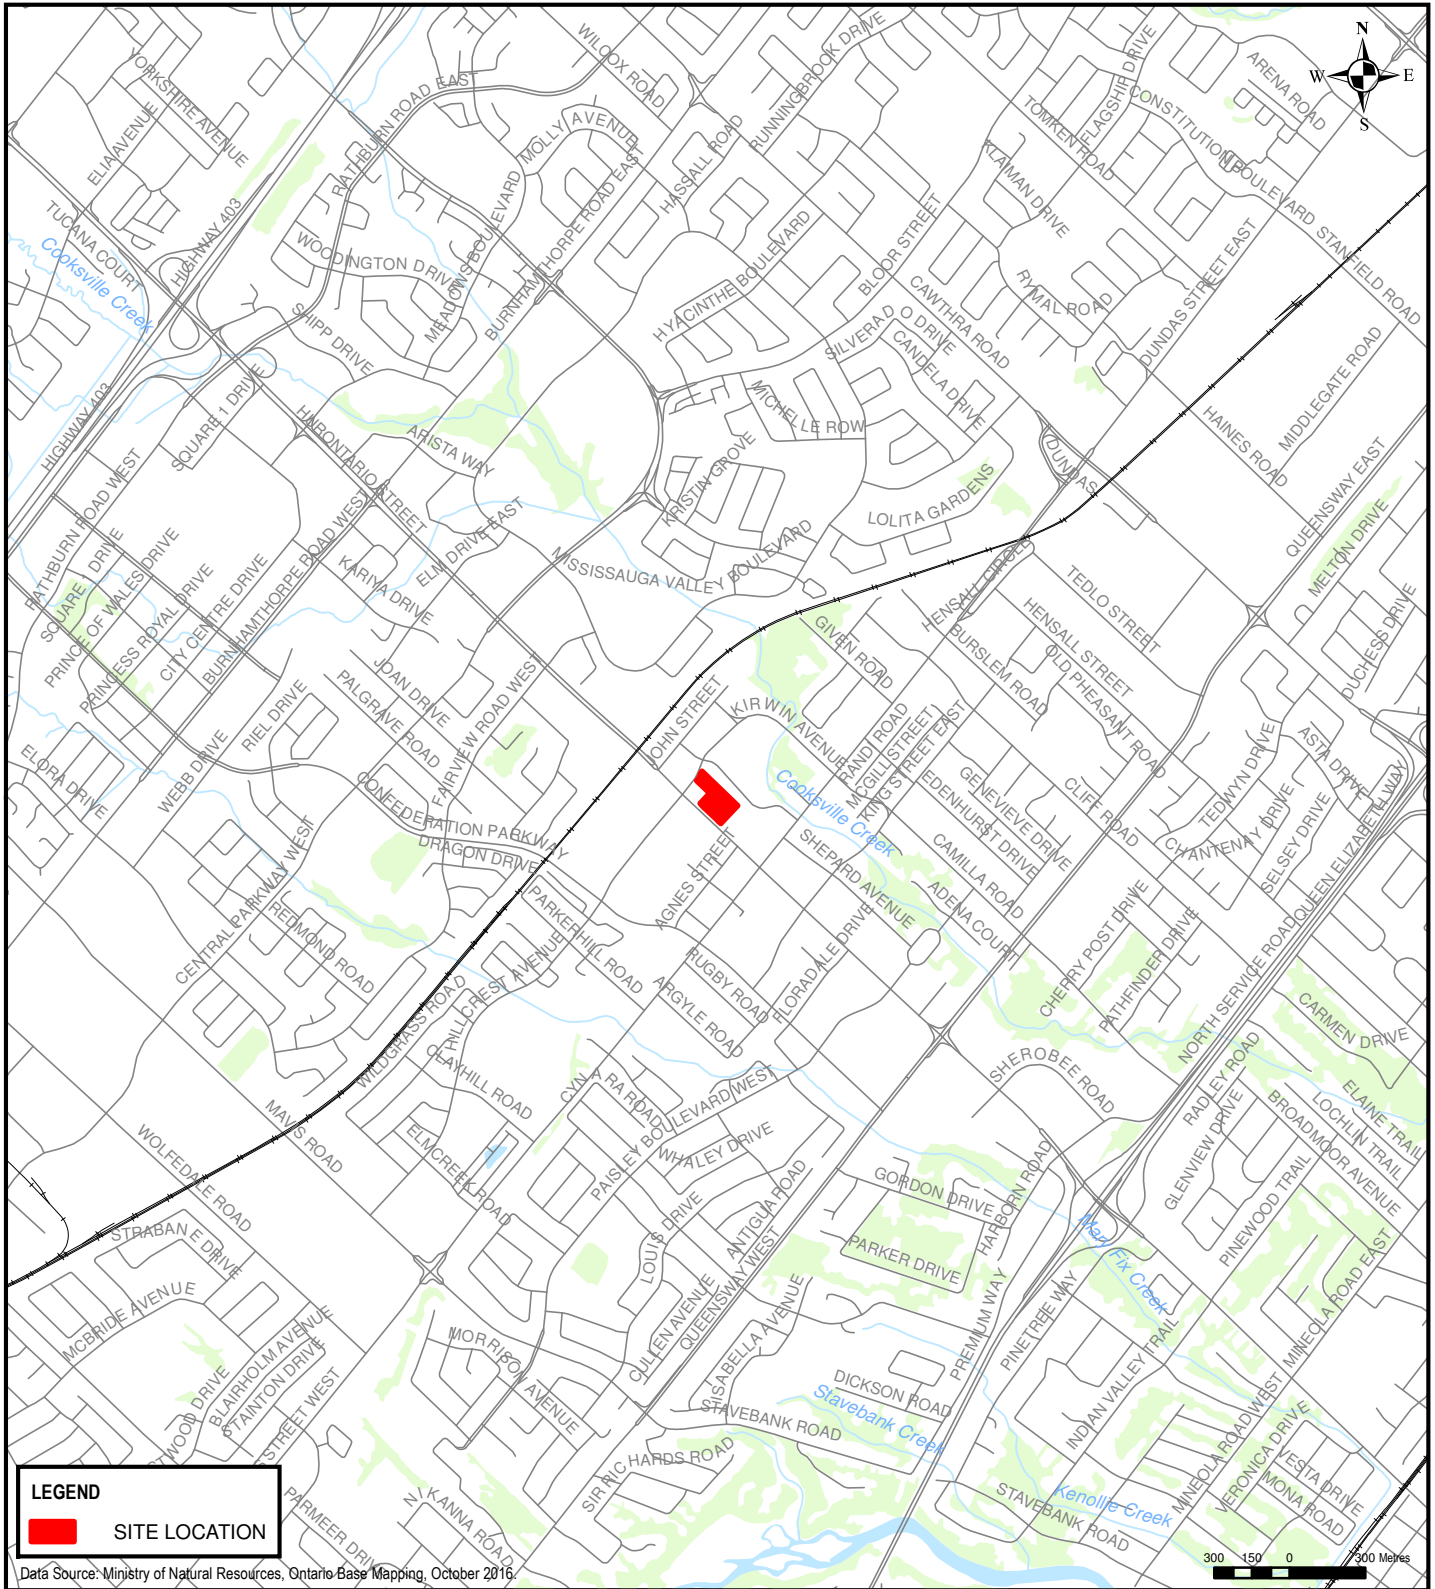 N
W
E
S
YORKSHIRE AVENUE
ELIA AVENUE
TUCANA COURT
Cooksville Creek
HIGHWAY 403
RATHBURN ROAD EAST
WILCOX ROAD
RUNNINGBROOK DRIVE
MOLLY AVENUE
HASSALL ROAD
WOODINGTON DRIVE
MEADOWS BOULEVARD
BURNHAMTHORPE ROAD EAST
HYACINTHE BOULEVARD
BLOOR STREET
FLAGSHIP DRIVE
TOMKEN ROAD
CONSTITUTION BOULEVARD
ARENA ROAD
KLAIMAN DRIVE
STANFIELD ROAD
RYMAL ROAD
DUNDAS STREET EAST
CAWTHRA ROAD
SILVERADO DRIVE
CANDELA DRIVE
SHIPP DRIVE
SQUARE 1 DRIVE
HIGHWAY 403
HURONTARIO STREET
ARISTA WAY
MICHELLE ROW
KRISTIN GROVE
LOLITA GARDENS
DUNDAS
HAINES ROAD
MIDDLEGATE ROAD
QUEENSWAY EAST
MELTON DRIVE
RATHBURN ROAD WEST
SQUARE DRIVE
PRINCE OF WALES DRIVE
PRINCESS ROYAL DRIVE
CITY CENTRE DRIVE
BURNHAMTHORPE ROAD WEST
KARIYA DRIVE
ELM DRIVE EAST
MISSISSAUGA VALLEY BOULEVARD
HENSALL CIRCLE
TEDLO STREET
HENSALL STREET
OLD PHEASANT ROAD
BURSLEM ROAD
GIVEN ROAD
DUCHESS DRIVE
JOAN DRIVE
PALGRAVE ROAD
RIEL DRIVE
WEBB DRIVE
ELORA DRIVE
FAIRVIEW ROAD WEST
OHN STREET
KIRWIN AVENUE
RAND ROAD
MCGILL STREET
KING STREET EAST
Cooksville Creek
EDENHURST DRIVE
GENEVIEVE DRIVE
CLIFF ROAD
TEDWYN DRIVE
ASTA DRIVE
CHANTENAY DRIVE
SELSEY DRIVE
QUEEN ELIZABETH WAY
NORTH SERVICE ROAD
CONFEDERATION PARKWAY
DRAGON DRIVE
CENTRAL PARKWAY WEST
REDMOND ROAD
PARKERHILL ROAD
AGNES STREET
SHEPARD AVENUE
CAMILLA ROAD
ADENA COURT
FLORADALE DRIVE
RUGBY ROAD
ARGYLE ROAD
HILLCREST AVENUE
WILDGRASS ROAD
CHERRY POST DRIVE
PATHFINDER DRIVE
CARMEN DRIVE
RADLEY ROAD
SHEROBEE ROAD
ELAINE TRAIL
LOCHLIN TRAIL
BROADMOOR AVENUE
GLENVIEW DRIVE
PINEWOOD TRAIL
CLAYHILL ROAD
CYNARA ROAD
MAVIS ROAD
WOLFEDALE ROAD
ELMCREEK ROAD
PAISLEY BOULEVARD WEST
WHALEY DRIVE
LOUIS DRIVE
ANTIGUA ROAD
GORDON DRIVE
HARBORN ROAD
PARKER DRIVE
Mary Fix Creek
MINEOLA ROAD EAST
STRABANE DRIVE
MCBRIDE AVENUE
BLAIRHOLM AVENUE
STAINTON DRIVE
MORRISON AVENUE
CULLEN AVENUE
QUEENSWAY WEST
ISABELLA AVENUE
PREMIUM WAY
PINETREE WAY
INDIAN VALLEY TRAIL
DICKSON ROAD
Stavebank Creek
STAVEBANK ROAD
SIR RICHARDS ROAD
MINEOLA ROAD WEST
VERONICA DRIVE
VESTA DRIVE
MONA ROAD
Kenollie Creek
STAVEBANK ROAD
STWOOD DRIVE
STREET WEST
PARMEER DRIV
NIKANNA ROAD
LEGEND
SITE LOCATION
300 150 0 300 Metres
Data Source: Ministry of Natural Resources, Ontario Base Mapping, October 2016.